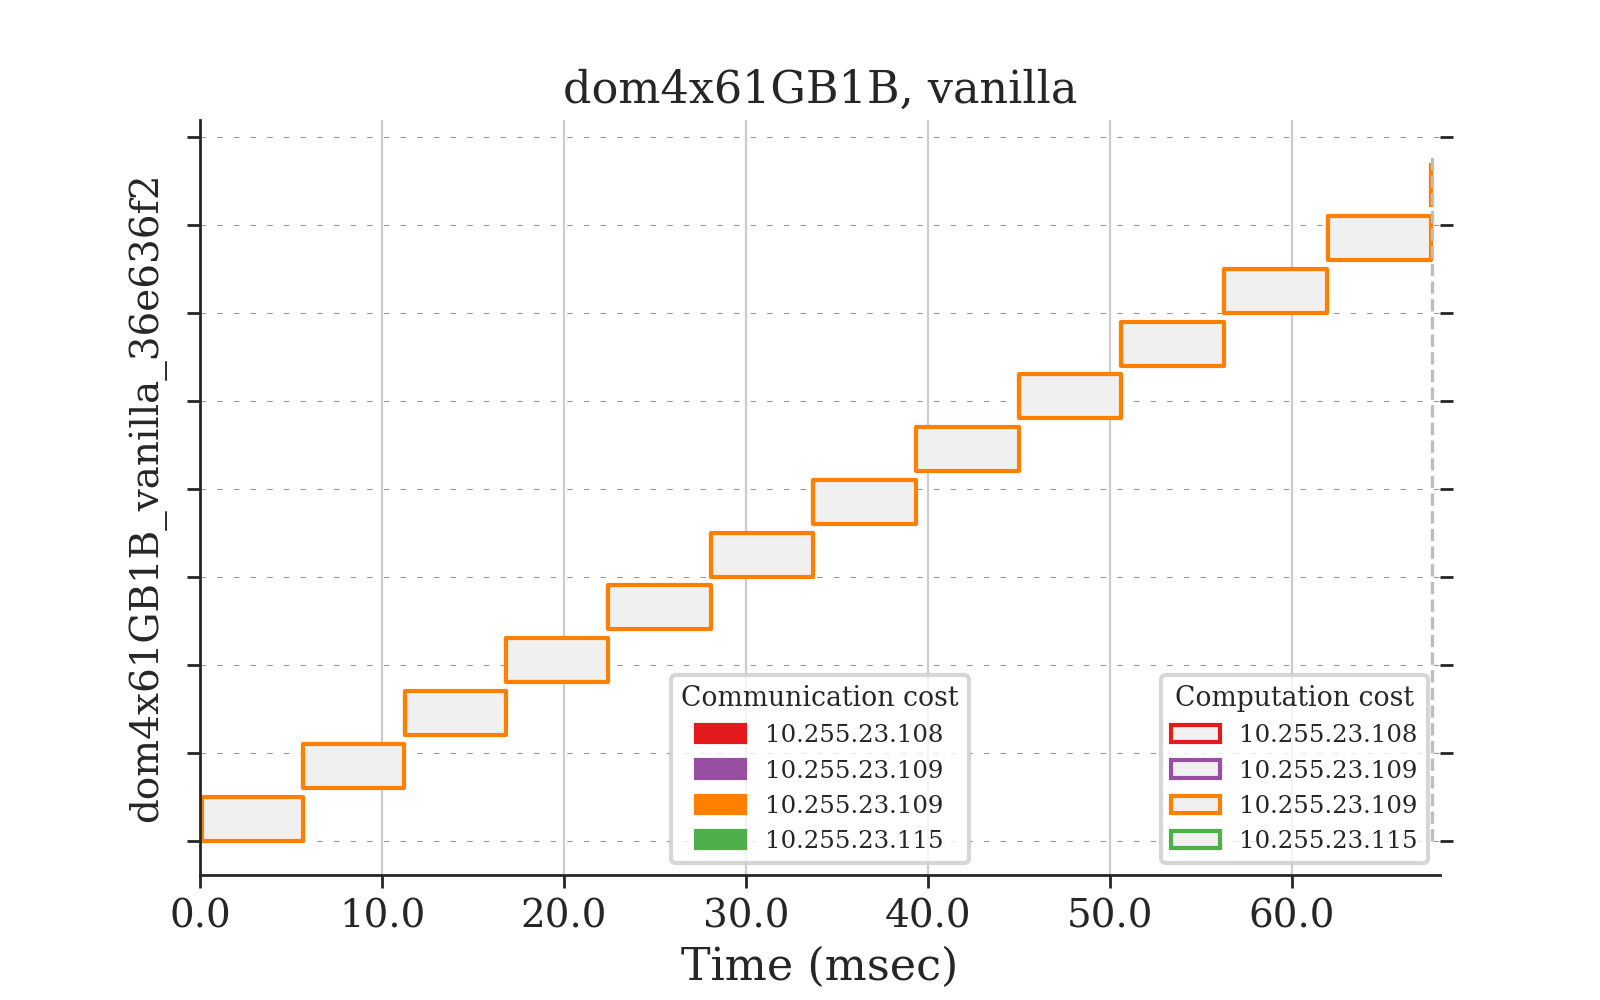 dom4x61GB1B, vanilla
dom4x61GB1B_vanilla_36e636f2
Communication cost
10.255.23.108
10.255.23.109
10.255.23.109
10.255.23.115
Computation cost
10.255.23.108
10.255.23.109
10.255.23.109
10.255.23.115
0.0 10.0 20.0 30.0 40.0 50.0 60.0
Time (msec)